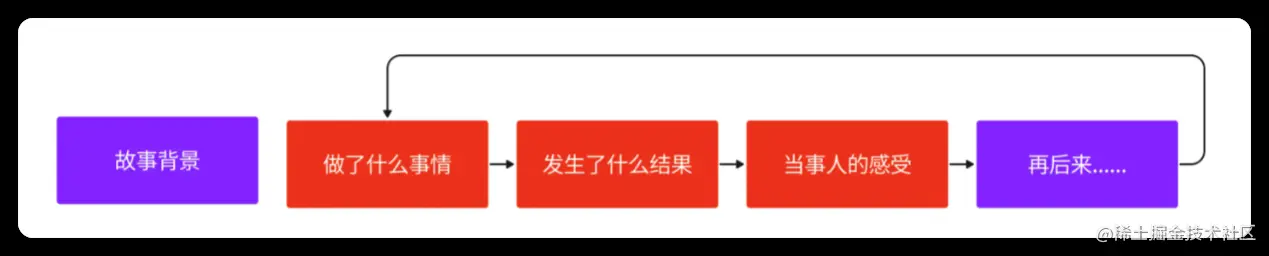 故事背景
做了什么事情
发生了什么结果
当事人的感受
再后来......
@稀土掘金技术社区